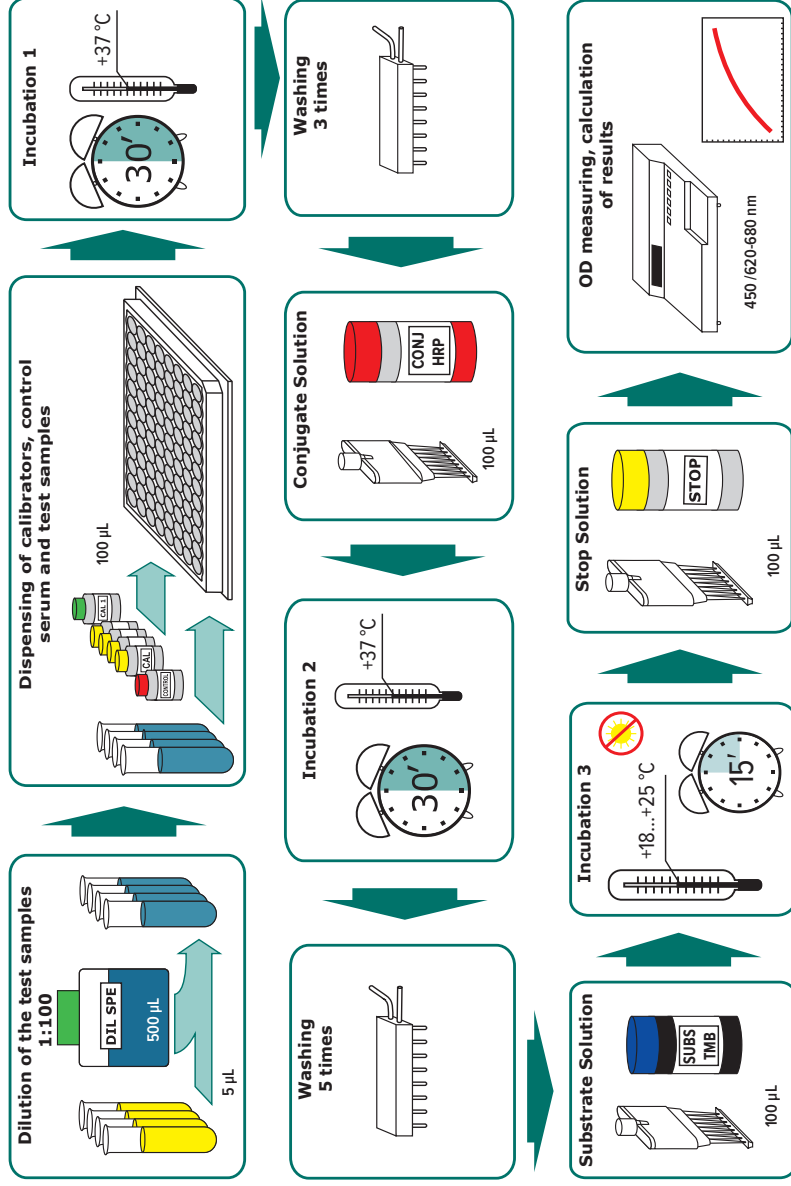 Dilution of the test samples
1:100
DIL SPE
500 µL
5 µL
Dispensing of calibrators, control
serum and test samples
CONTROL
CAL
CAL 1
100 µL
Incubation 1
30′
+37 °C
Washing
3 times
Conjugate Solution
CONJ
HRP
100 µL
Incubation 2
30′
+37 °C
Washing
5 times
Substrate Solution
SUBS
TMB
100 µL
Incubation 3
+18...+25 °C
15′
Stop Solution
STOP
100 µL
OD measuring, calculation
of results
450 /620-680 nm